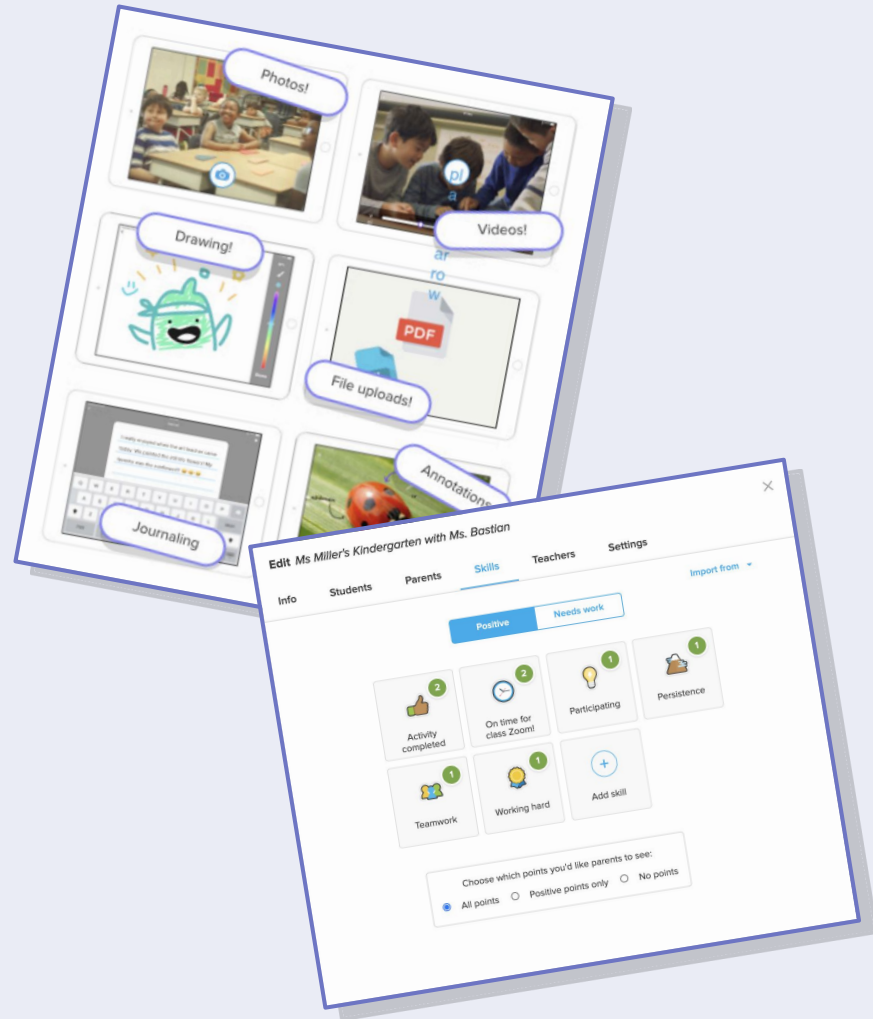 Photos!
pl
a
Videos!
ar
ro
w
Drawing!
PDF
File uploads!
Annotations
Journaling
Edit Ms Miller's Kindergarten with Ms. Bastian
Info Students Parents Skills Teachers Settings
Import from
Positive Needs work
2 2 1 1
Activity
completed
On time for
class Zoom!
Participating
Persistence
1 1
Teamwork
Working hard
+
Add skill
Choose which points you'd like parents to see:
All points Positive points only No points